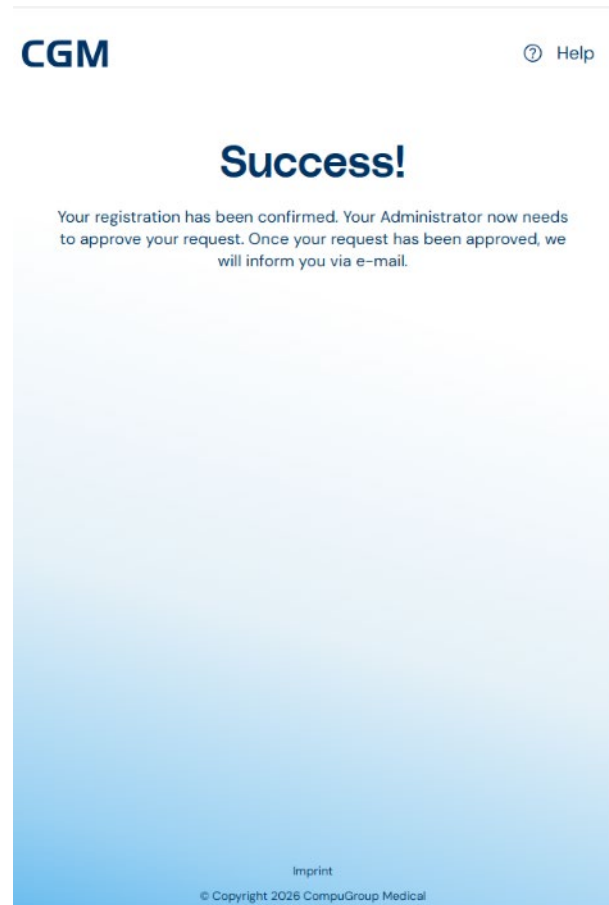 CGM
Help
Success!
Your registration has been confirmed. Your Administrator now needs
to approve your request. Once your request has been approved, we
will inform you via e-mail.
Imprint
© Copyright 2026 CompuGroup Medical